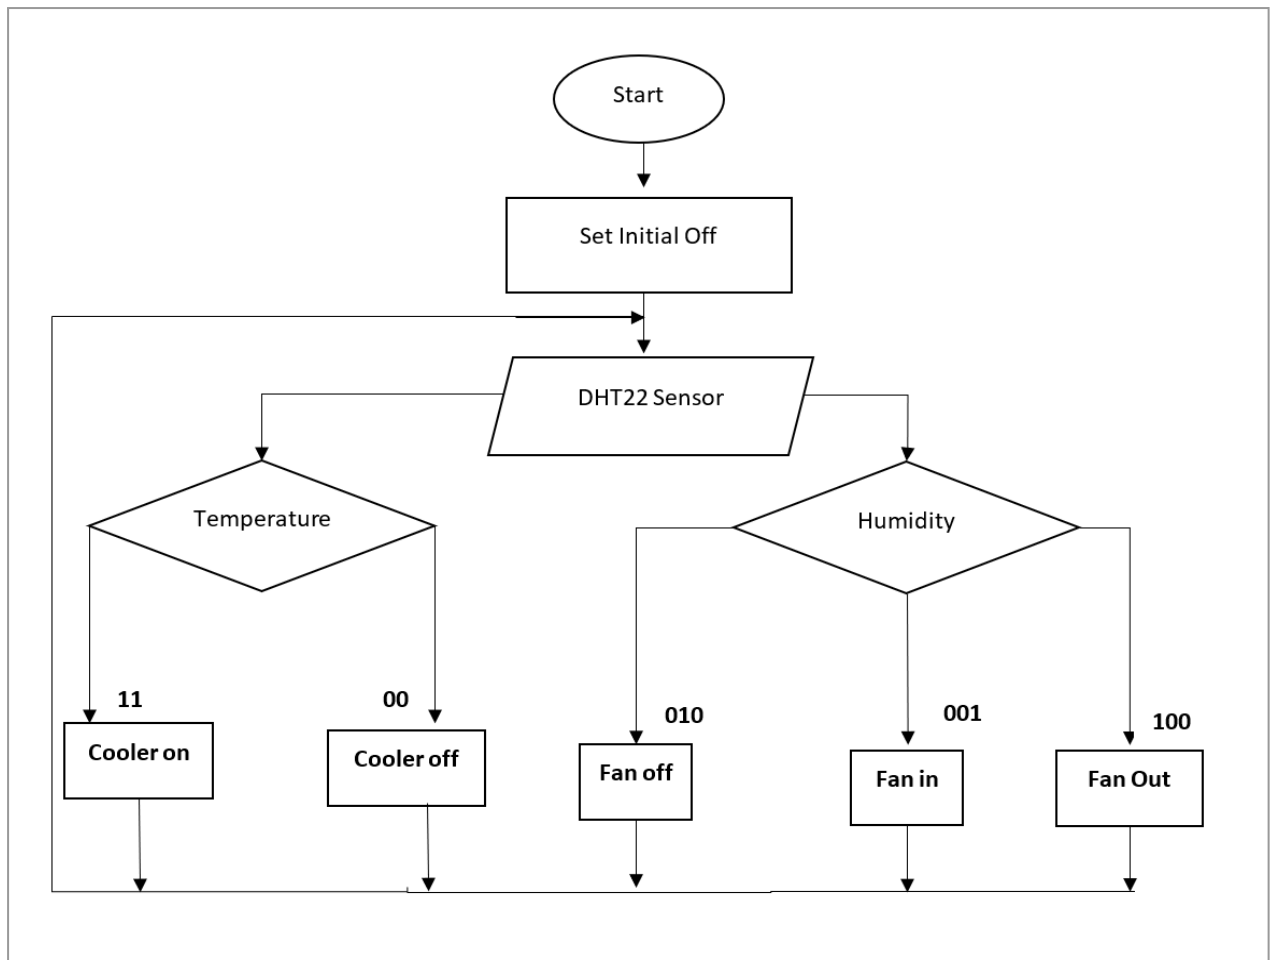 Start
Set Initial Off
DHT22 Sensor
Temperature
Humidity
11
00
010
001
100
Cooler on
Cooler off
Fan off
Fan in
Fan Out